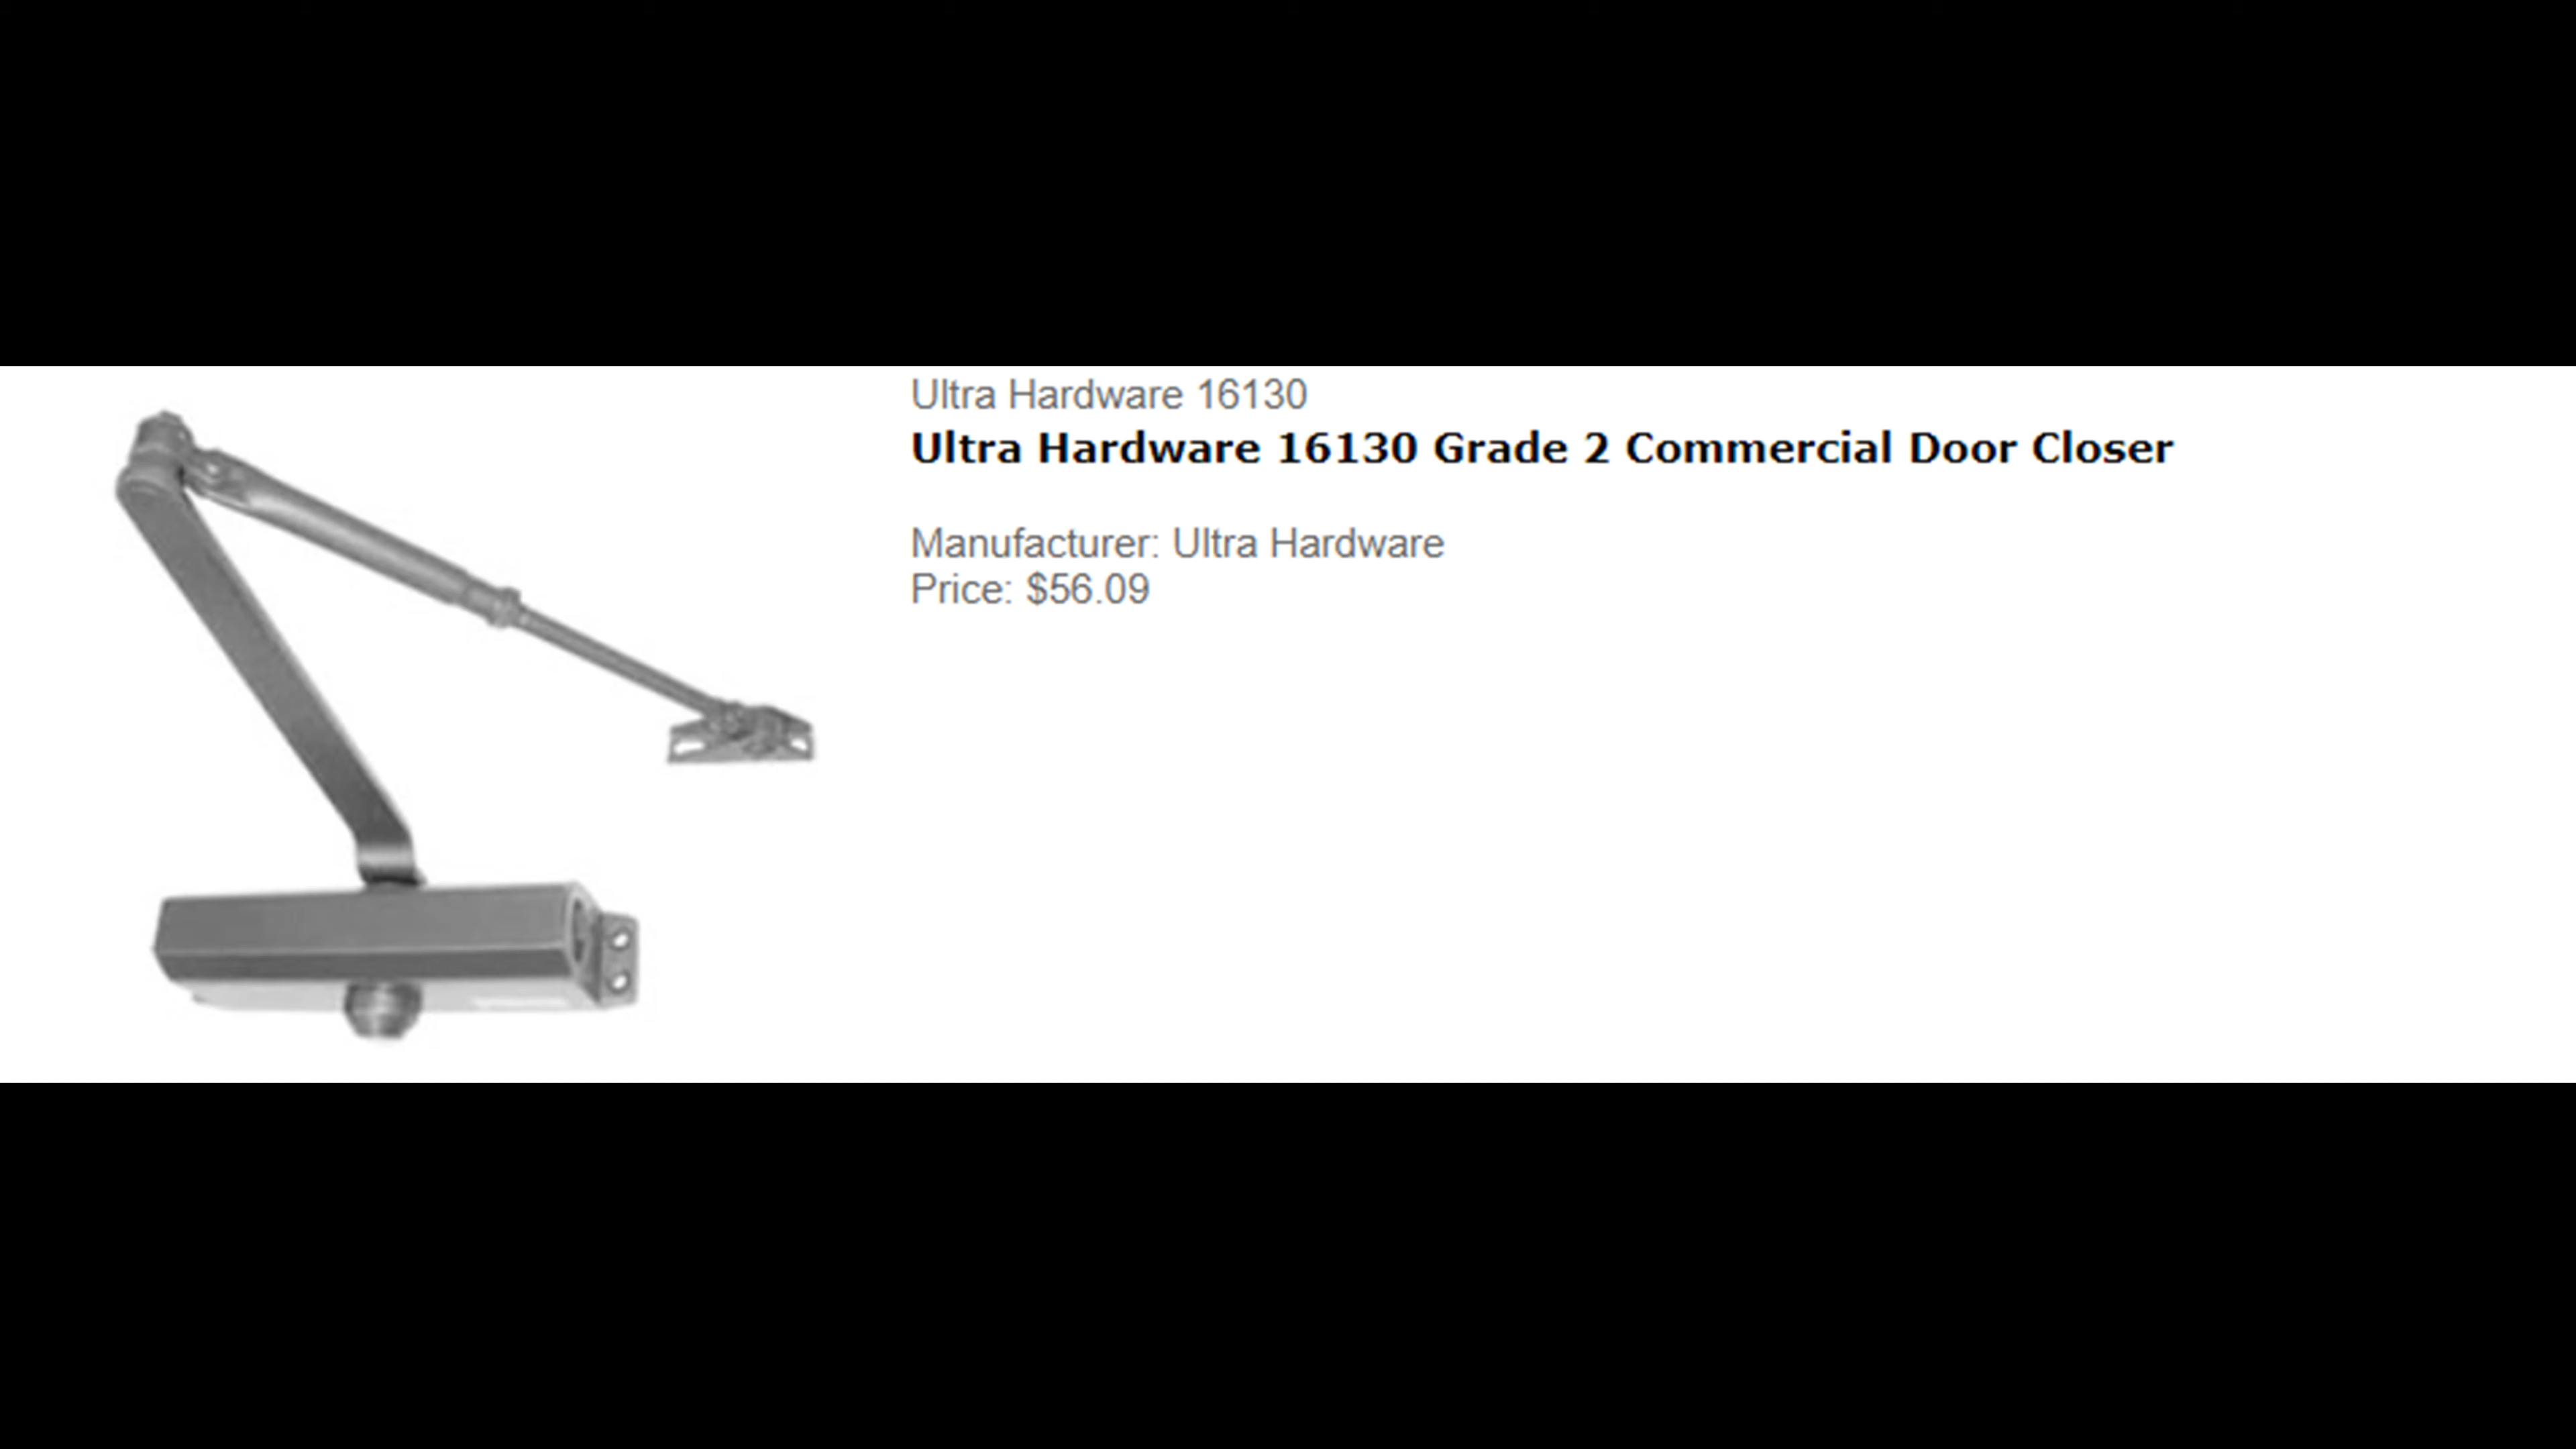 Ultra Hardware 16130
Ultra Hardware 16130 Grade 2 Commercial Door Closer
Manufacturer: Ultra Hardware
Price: $56.09